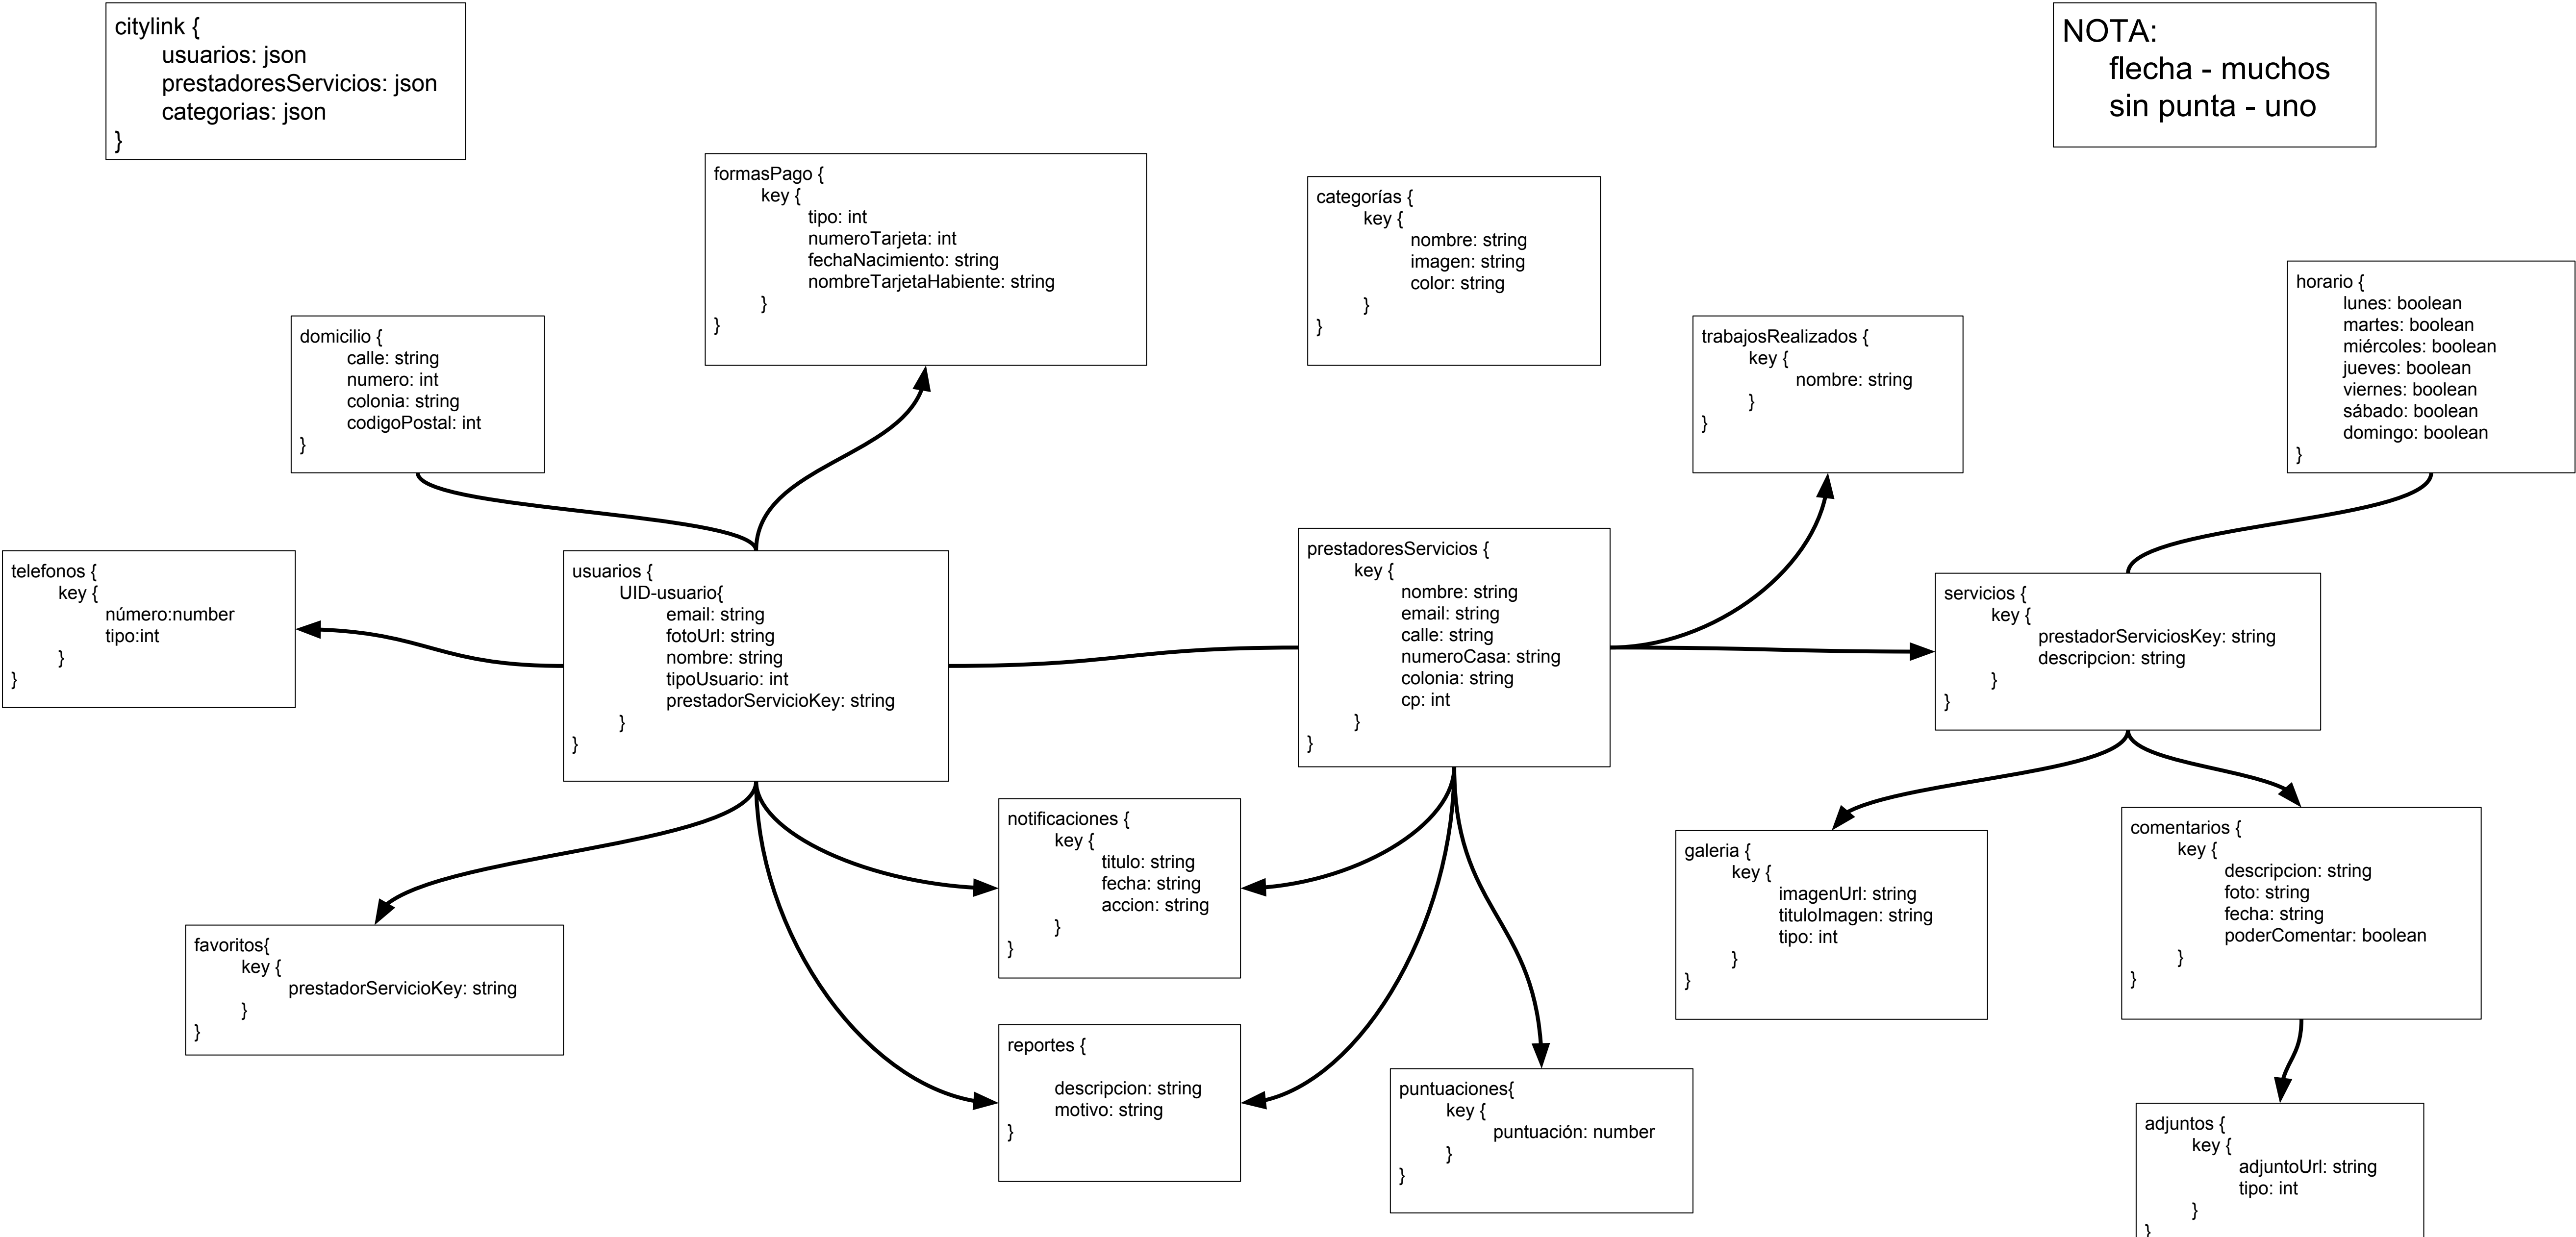 citylink {
usuarios: json
prestadoresServicios: json
categorias: json
}
NOTA:
flecha - muchos
sin punta - uno
formasPago {
key {
tipo: int
numeroTarjeta: int
fechaNacimiento: string
nombreTarjetaHabiente: string
}
}
categorías {
key {
nombre: string
imagen: string
color: string
}
}
horario {
lunes: boolean
martes: boolean
miércoles: boolean
jueves: boolean
viernes: boolean
sábado: boolean
domingo: boolean
}
domicilio {
calle: string
numero: int
colonia: string
codigoPostal: int
}
trabajosRealizados {
key {
nombre: string
}
}
telefonos {
key {
número:number
tipo:int
}
}
usuarios {
UID-usuario{
email: string
fotoUrl: string
nombre: string
tipoUsuario: int
prestadorServicioKey: string
}
}
prestadoresServicios {
key {
nombre: string
email: string
calle: string
numeroCasa: string
colonia: string
cp: int
}
}
servicios {
key {
prestadorServiciosKey: string
descripcion: string
}
}
notificaciones {
key {
titulo: string
fecha: string
accion: string
}
}
galeria {
key {
imagenUrl: string
tituloImagen: string
tipo: int
}
}
comentarios {
key {
descripcion: string
foto: string
fecha: string
poderComentar: boolean
}
}
favoritos{
key {
prestadorServicioKey: string
}
}
reportes {
descripcion: string
motivo: string
}
puntuaciones{
key {
puntuación: number
}
}
adjuntos {
key {
adjuntoUrl: string
tipo: int
}
}